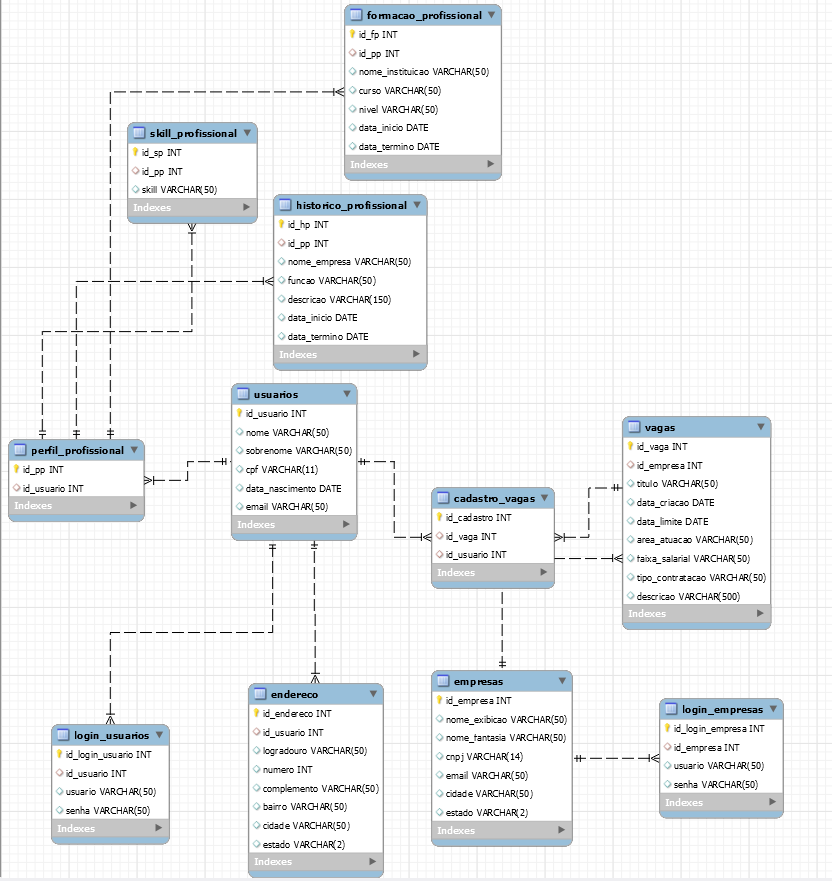 formacao_profissional
id_fp INT
id_pp INT
nome_instituicao VARCHAR(50)
curso VARCHAR(50)
nivel VARCHAR(50)
data_inicio DATE
data_termino DATE
Indexes
skill_profissional
id_sp INT
id_pp INT
skill VARCHAR(50)
Indexes
historico_profissional
id_hp INT
id_pp INT
nome_empresa VARCHAR(50)
funcao VARCHAR(50)
descricao VARCHAR(150)
data_inicio DATE
data_termino DATE
Indexes
usuarios
id_usuario INT
nome VARCHAR(50)
sobrenome VARCHAR(50)
cpf VARCHAR(11)
data_nascimento DATE
email VARCHAR(50)
Indexes
perfil_profissional
id_pp INT
id_usuario INT
Indexes
cadastro_vagas
id_cadastro INT
id_vaga INT
id_usuario INT
Indexes
vagas
id_vaga INT
id_empresa INT
titulo VARCHAR(50)
data_criacao DATE
data_limite DATE
area_atuacao VARCHAR(50)
faixa_salarial VARCHAR(50)
tipo_contratacao VARCHAR(50)
descricao VARCHAR(500)
Indexes
login_usuarios
id_login_usuario INT
id_usuario INT
usuario VARCHAR(50)
senha VARCHAR(50)
Indexes
endereco
id_endereco INT
id_usuario INT
logradouro VARCHAR(50)
numero INT
complemento VARCHAR(50)
bairro VARCHAR(50)
cidade VARCHAR(50)
estado VARCHAR(2)
Indexes
empresas
id_empresa INT
nome_exibicao VARCHAR(50)
nome_fantasia VARCHAR(50)
cnpj VARCHAR(14)
email VARCHAR(50)
cidade VARCHAR(50)
estado VARCHAR(2)
Indexes
login_empresas
id_login_empresa INT
id_empresa INT
usuario VARCHAR(50)
senha VARCHAR(50)
Indexes